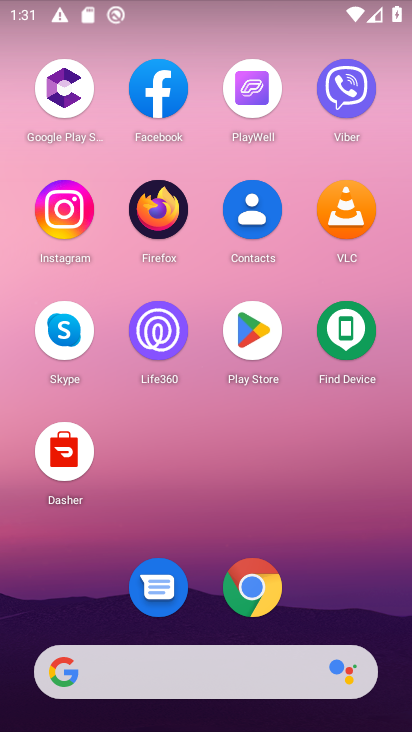 1:31
Google Play S... Facebook PlayWell Viber
Instagram Firefox Contacts VLC
Skype Life360 Play Store Find Device
Dasher